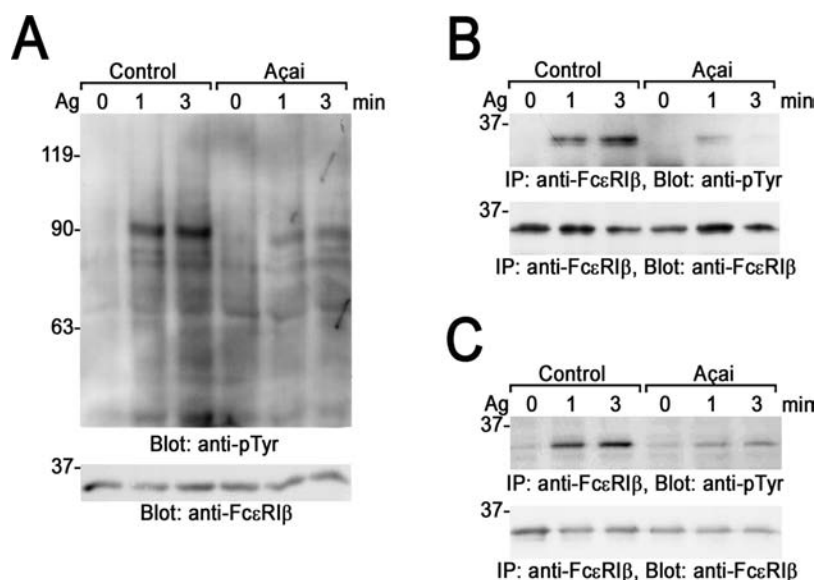 A
Control Açai
Ag 0 1 3 0 1 3 min
119-
90-
63-
Blot: anti-pTyr
37-
Blot: anti-FcεRIβ
B
Control Açai
Ag 0 1 3 0 1 3 min
37-
IP: anti-FcεRIβ, Blot: anti-pTyr
37-
IP: anti-FcεRIβ, Blot: anti-FcεRIβ
C
Control Açai
Ag 0 1 3 0 1 3 min
37-
IP: anti-FcεRIβ, Blot: anti-pTyr
37-
IP: anti-FcεRIβ, Blot: anti-FcεRIβ